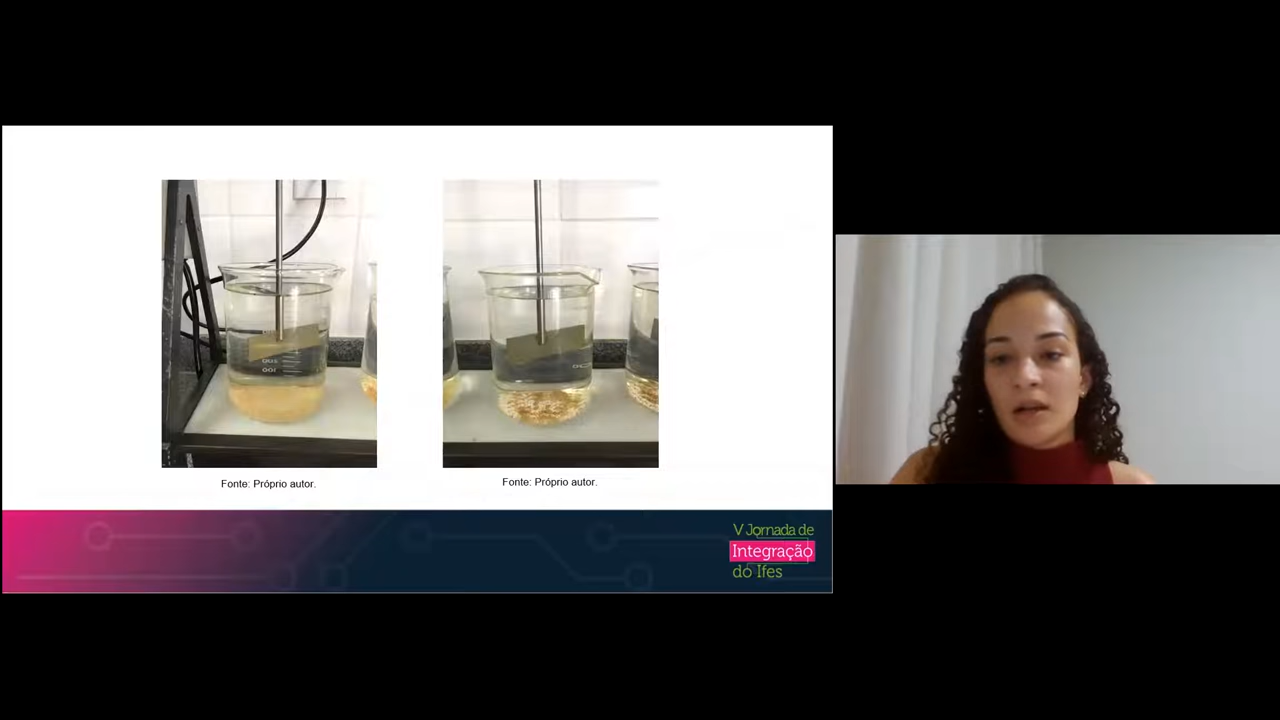 Fonte: Próprio autor.
Fonte: Próprio autor.
V Jornada de
Integração
do Ifes